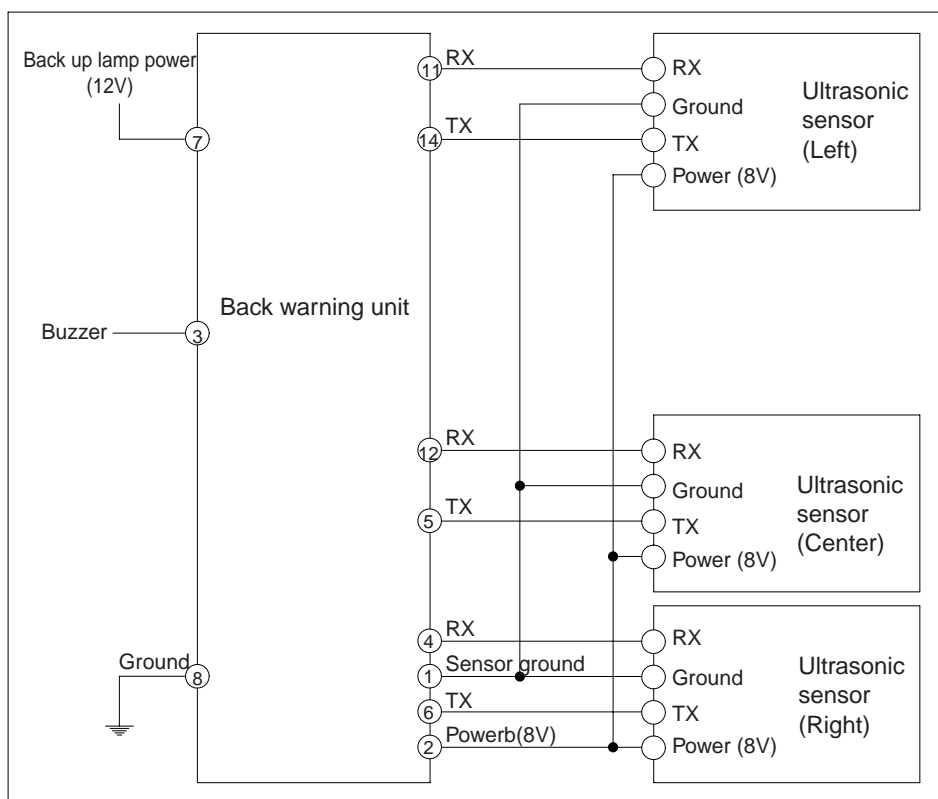 Back up lamp power
(12V)
7
Buzzer
3
Ground
8
Back warning unit
11
RX
14
TX
12
RX
5
TX
4
RX
1
Sensor ground
6
TX
2
Powerb(8V)
RX
Ground
TX
Power (8V)
Ultrasonic
sensor
(Left)
RX
Ground
TX
Power (8V)
Ultrasonic
sensor
(Center)
RX
Ground
TX
Power (8V)
Ultrasonic
sensor
(Right)